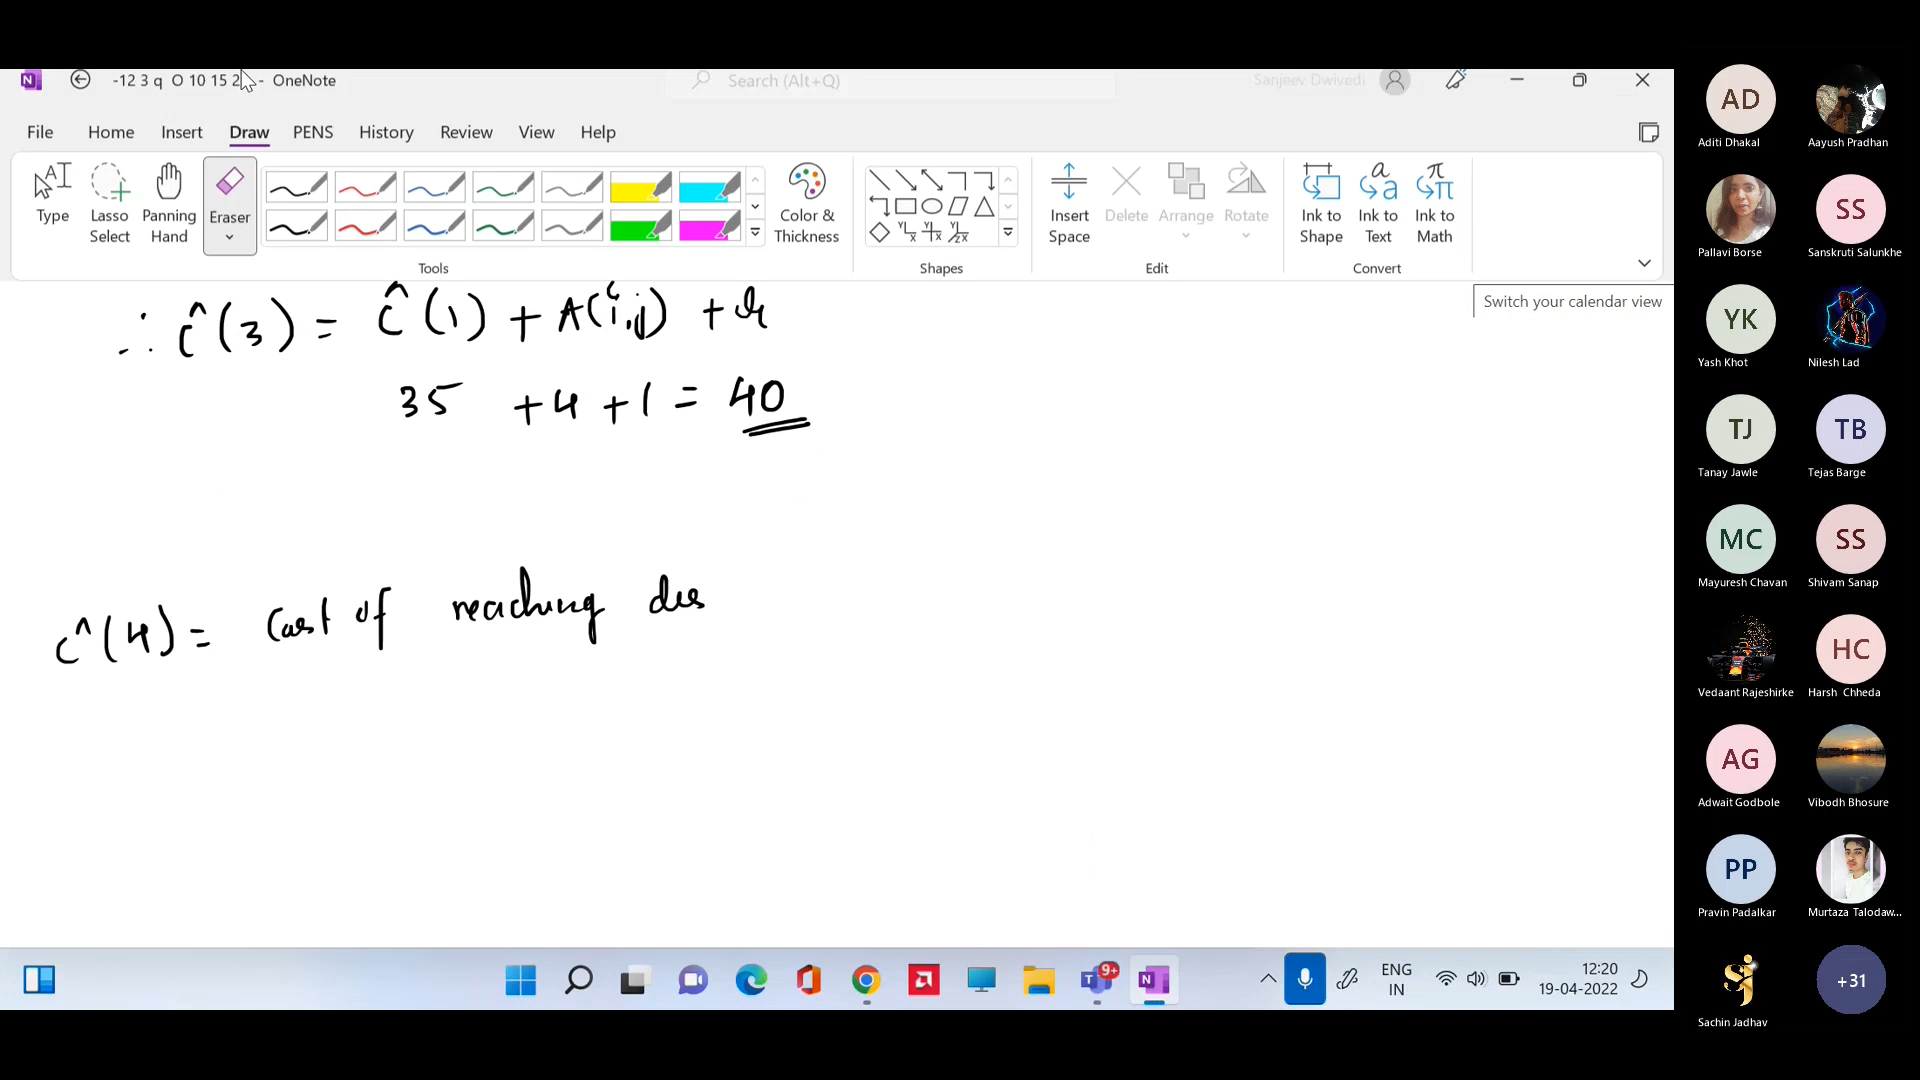 -12 3 q O 10 15 2 - OneNote
Search (Alt+Q)
Sanjeev Dwivedi
File Home Insert Draw PENS History Review View Help
Type
Lasso Select
Panning Hand
Eraser
Color & Thickness
Insert Space
Delete
Arrange
Rotate
Ink to Shape
Ink to Text
Ink to Math
Tools
Shapes
Edit
Convert
Switch your calendar view
∴ ĉ(3) = ĉ(1) + A(i,j) + r
35 + 4 + 1 = 40
c^(4) = Cost of reaching des
AD
Aditi Dhakal
Aayush Pradhan
Pallavi Borse
SS
Sanskruti Salunkhe
YK
Yash Khot
Nilesh Lad
TJ
Tanay Jawle
TB
Tejas Barge
MC
Mayuresh Chavan
SS
Shivam Sanap
Vedaant Rajeshirke
HC
Harsh Chheda
AG
Adwait Godbole
Vibodh Bhosure
PP
Pravin Padalkar
Murtaza Talodaw...
Sachin Jadhav
+31
9+
ENG
IN
12:20
19-04-2022